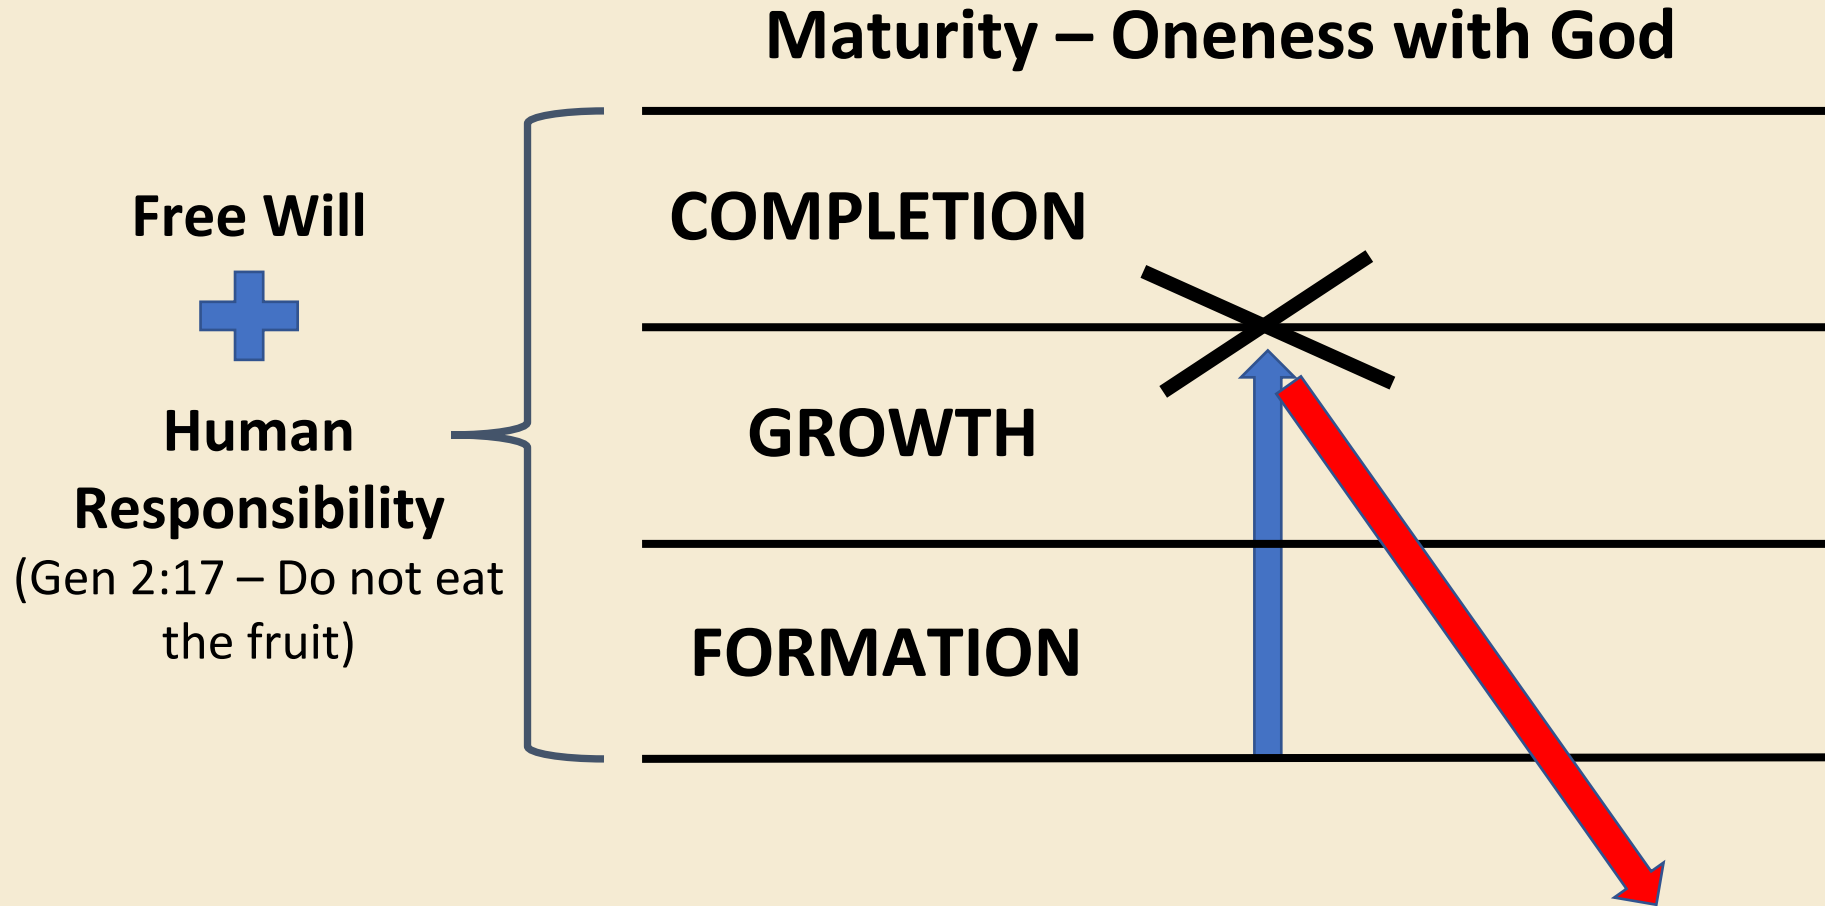 Maturity – Oneness with God
Free Will
Human
Responsibility
(Gen 2:17 – Do not eat
the fruit)
COMPLETION
GROWTH
FORMATION